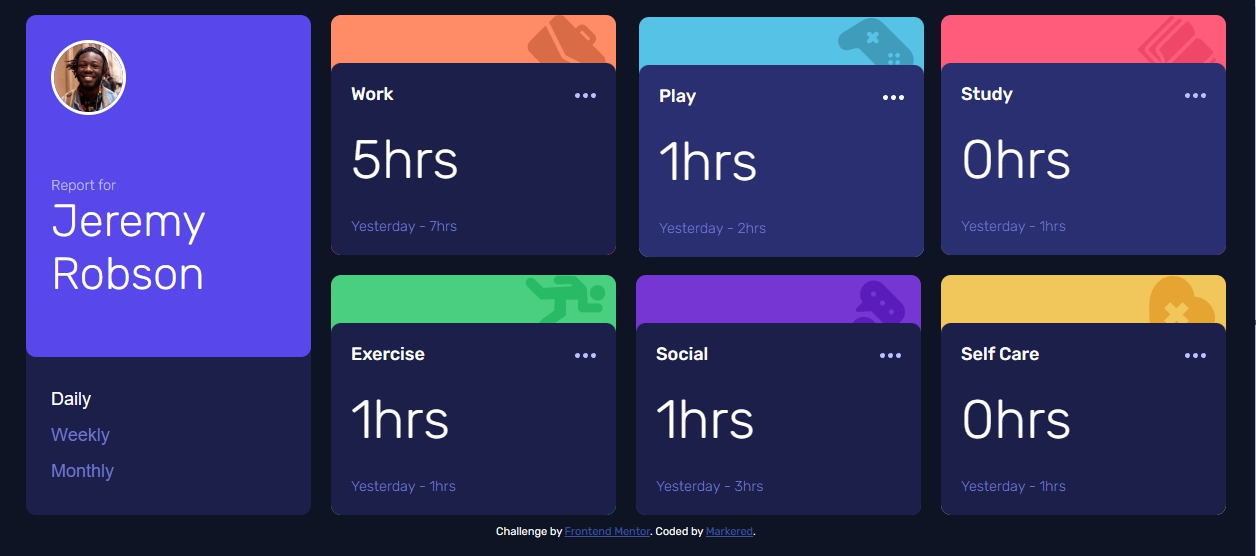 Report for
Jeremy
Robson
Daily
Weekly
Monthly
Work
5hrs
Yesterday - 7hrs
Play
1hrs
Yesterday - 2hrs
Study
0hrs
Yesterday - 1hrs
Exercise
1hrs
Yesterday - 1hrs
Social
1hrs
Yesterday - 3hrs
Self Care
0hrs
Yesterday - 1hrs
Challenge by Frontend Mentor. Coded by Markered.